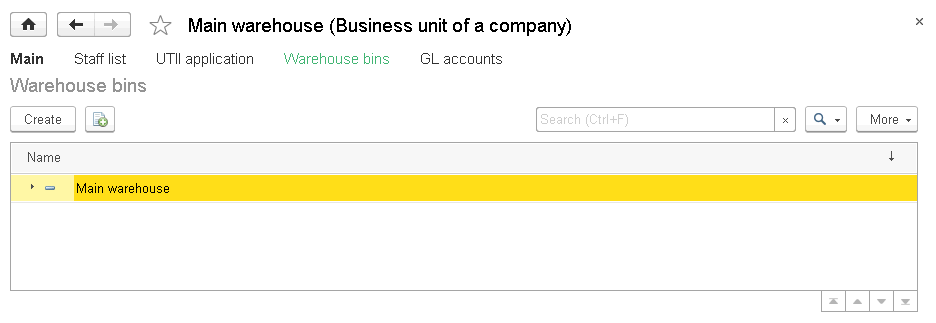 Main warehouse (Business unit of a company)
Main Staff list UTII application Warehouse bins GL accounts
Warehouse bins
Create Search (Ctrl+F) × More
Name
Main warehouse